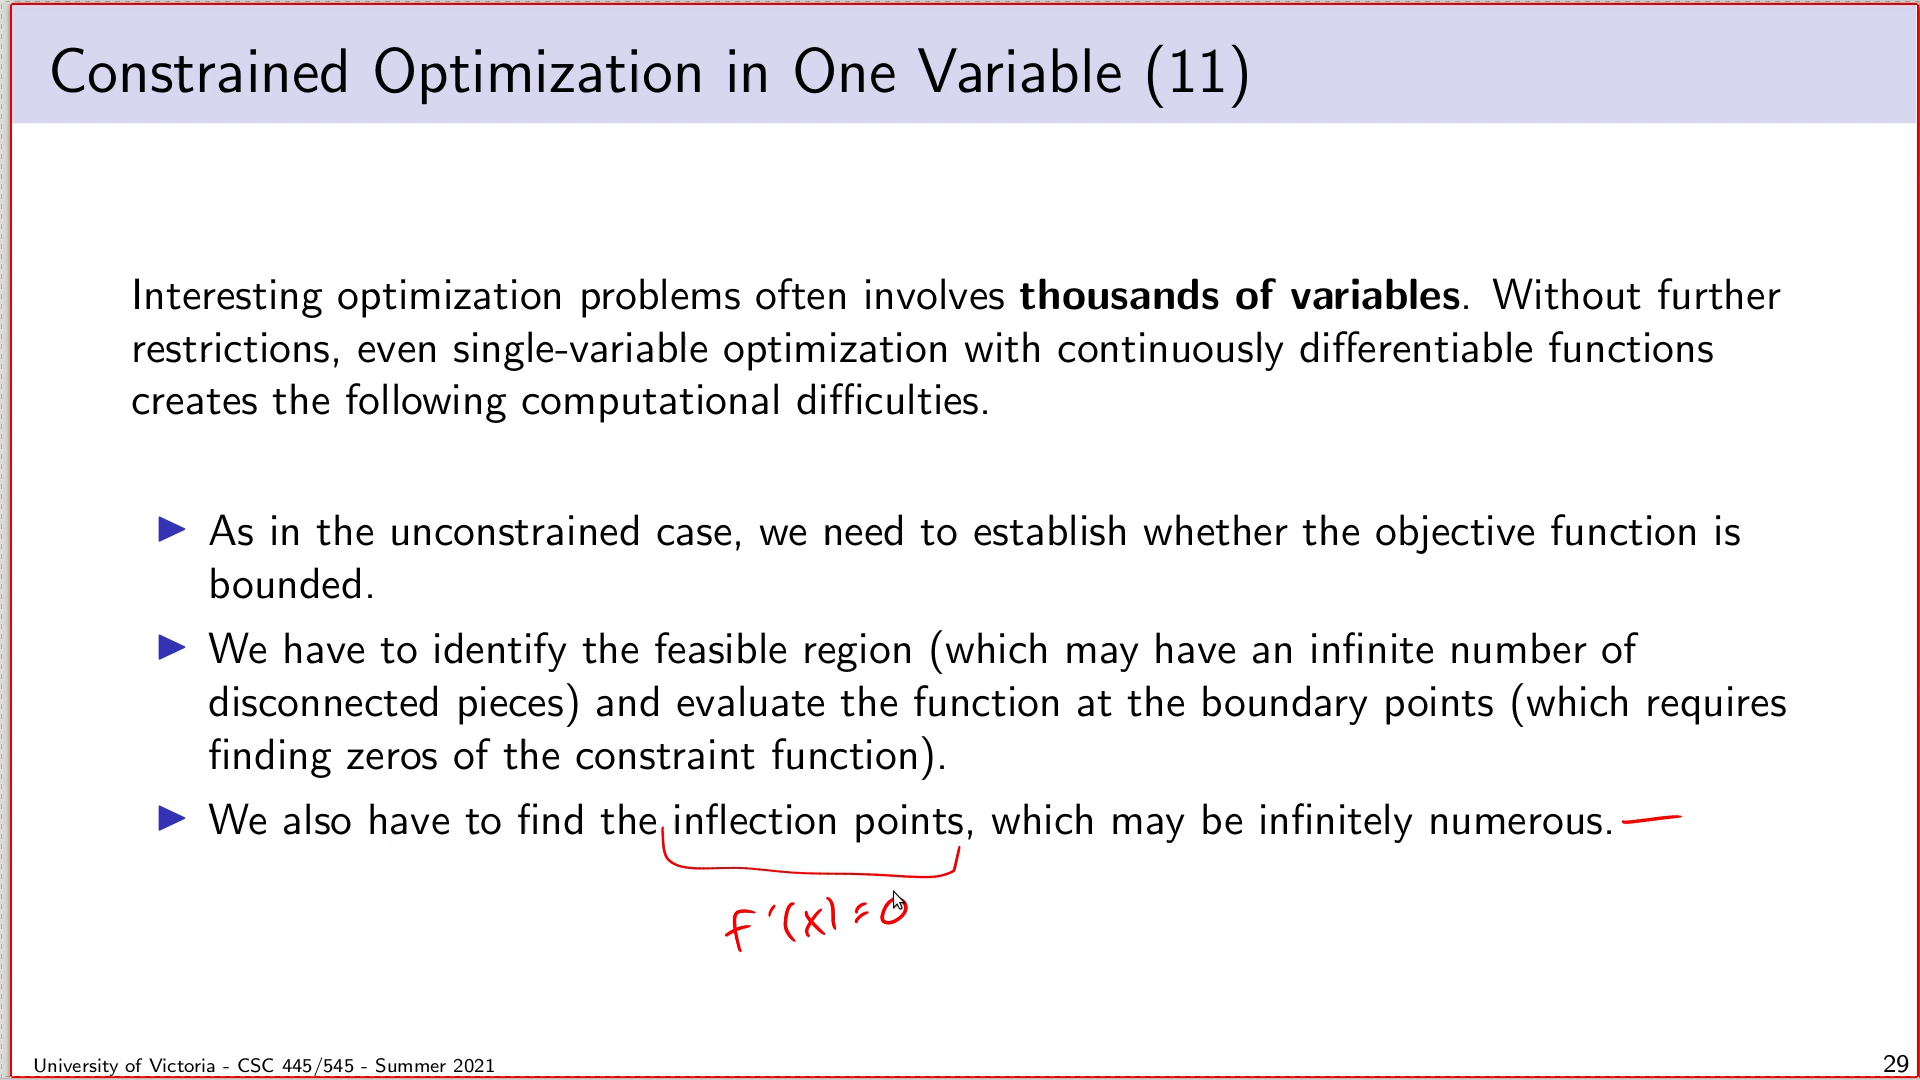 Constrained Optimization in One Variable (11)
Interesting optimization problems often involves thousands of variables. Without further
restrictions, even single-variable optimization with continuously differentiable functions
creates the following computational difficulties.
▶ As in the unconstrained case, we need to establish whether the objective function is
bounded.
▶ We have to identify the feasible region (which may have an infinite number of
disconnected pieces) and evaluate the function at the boundary points (which requires
finding zeros of the constraint function).
▶ We also have to find the inflection points, which may be infinitely numerous.
f'(x) = 0
University of Victoria - CSC 445/545 - Summer 2021
29